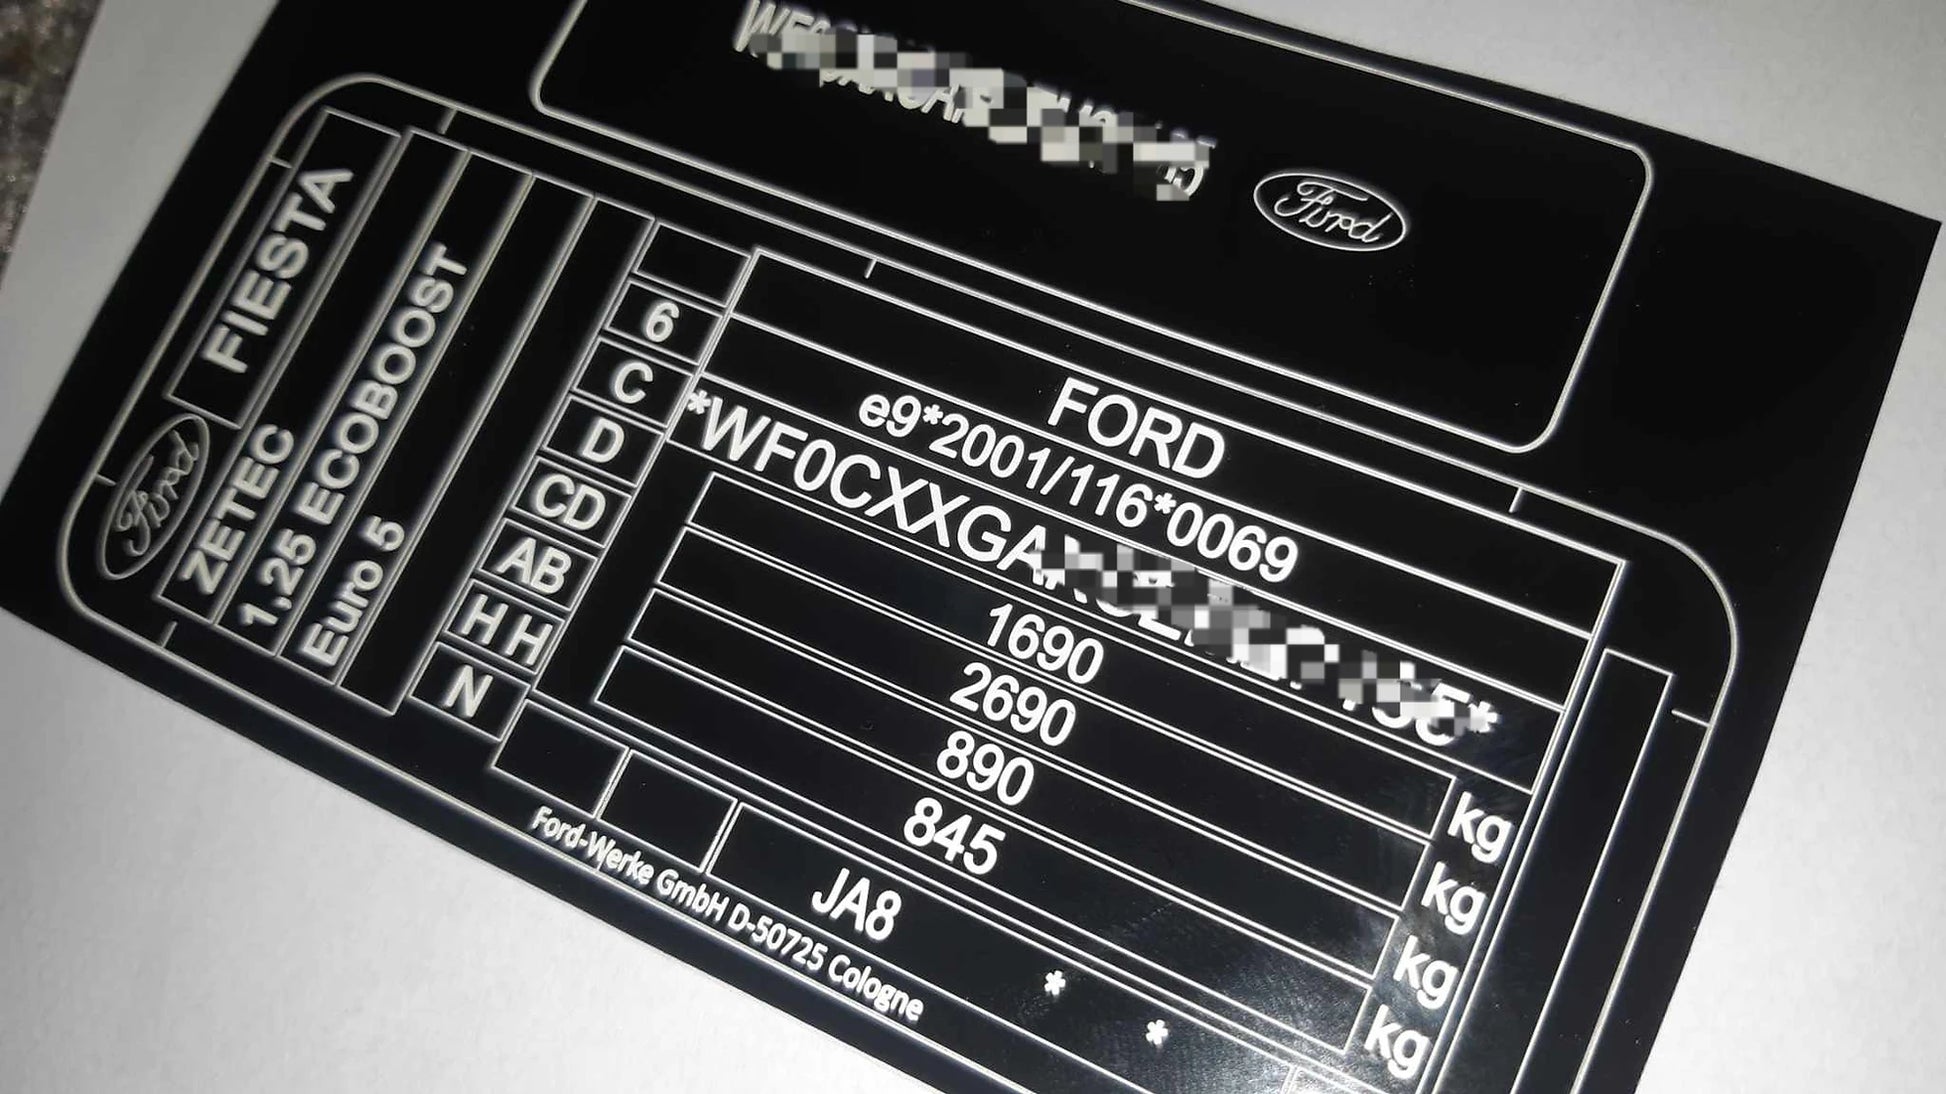 Ford
FORD
e9*2001/116*0069
*WF0CXXGA
1690 kg
2690 kg
890 kg
845 kg
JA8
*
*
6
C
D
CD
AB
H H
N
Ford
FIESTA
ZETEC
1,25 ECOBOOST
Euro 5
Ford-Werke GmbH D-50725 Cologne